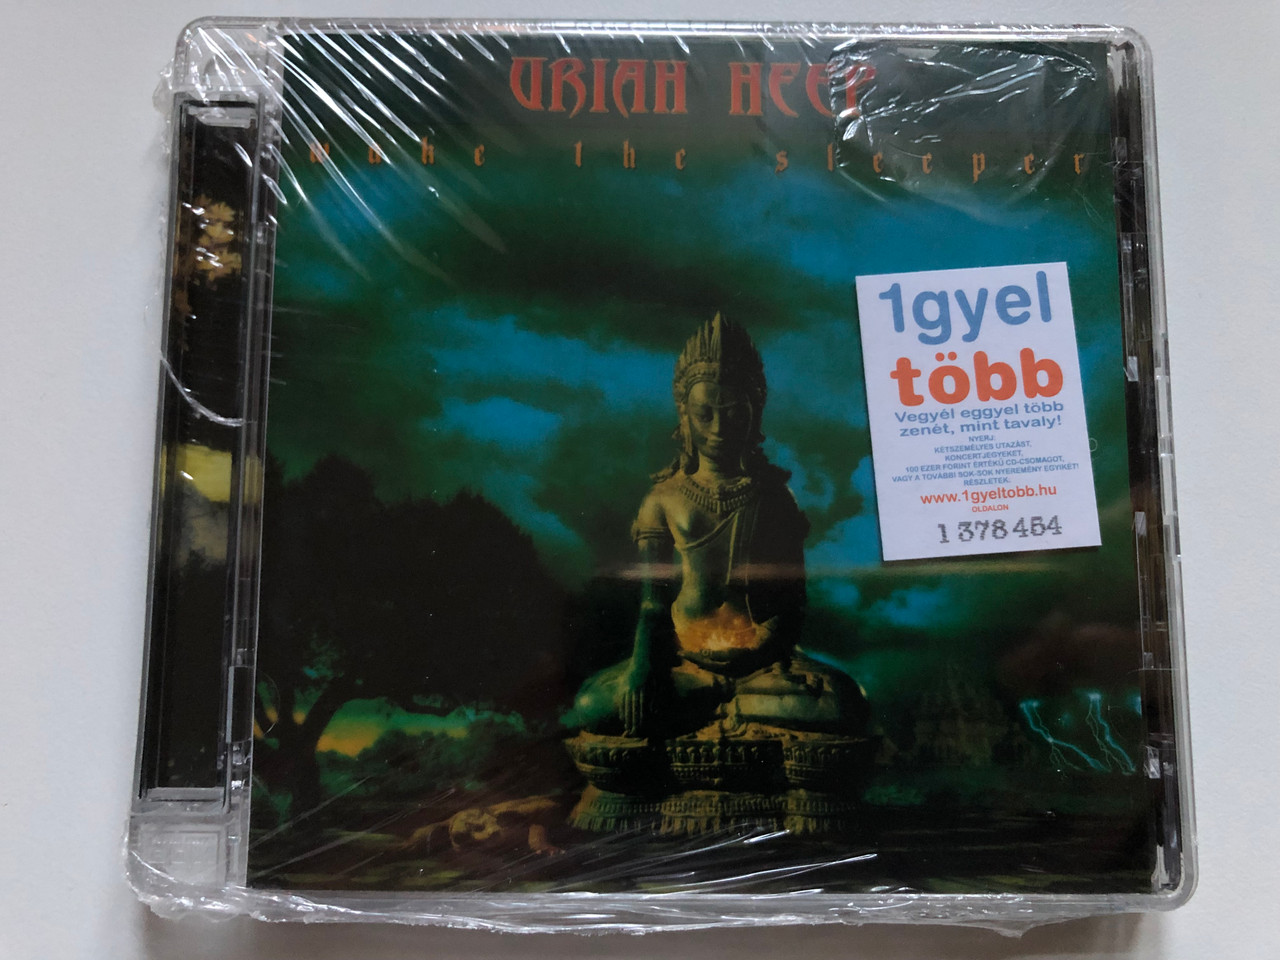 URIAH HEEP
wake the sleeper
1gyel
több
Vegyél eggyel több
zenét, mint tavaly!
NYERJ:
KÉTSZEMÉLYES UTAZÁST,
KONCERTJEGYEKET,
100 EZER FORINT ÉRTÉKŰ CD-CSOMAGOT,
VAGY A TOVÁBBI SOK-SOK NYEREMÉNY EGYIKÉT!
RÉSZLETEK:
www.1gyeltobb.hu
OLDALON
1378454